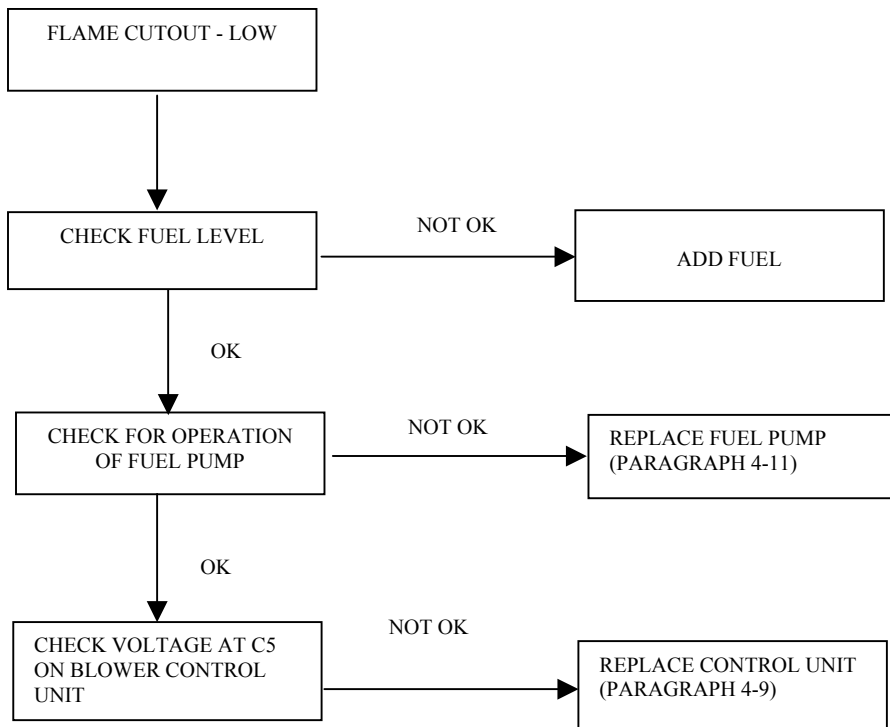 FLAME CUTOUT - LOW
CHECK FUEL LEVEL
NOT OK
ADD FUEL
OK
CHECK FOR OPERATION
OF FUEL PUMP
NOT OK
REPLACE FUEL PUMP
(PARAGRAPH 4-11)
OK
CHECK VOLTAGE AT C5
ON BLOWER CONTROL
UNIT
NOT OK
REPLACE CONTROL UNIT
(PARAGRAPH 4-9)